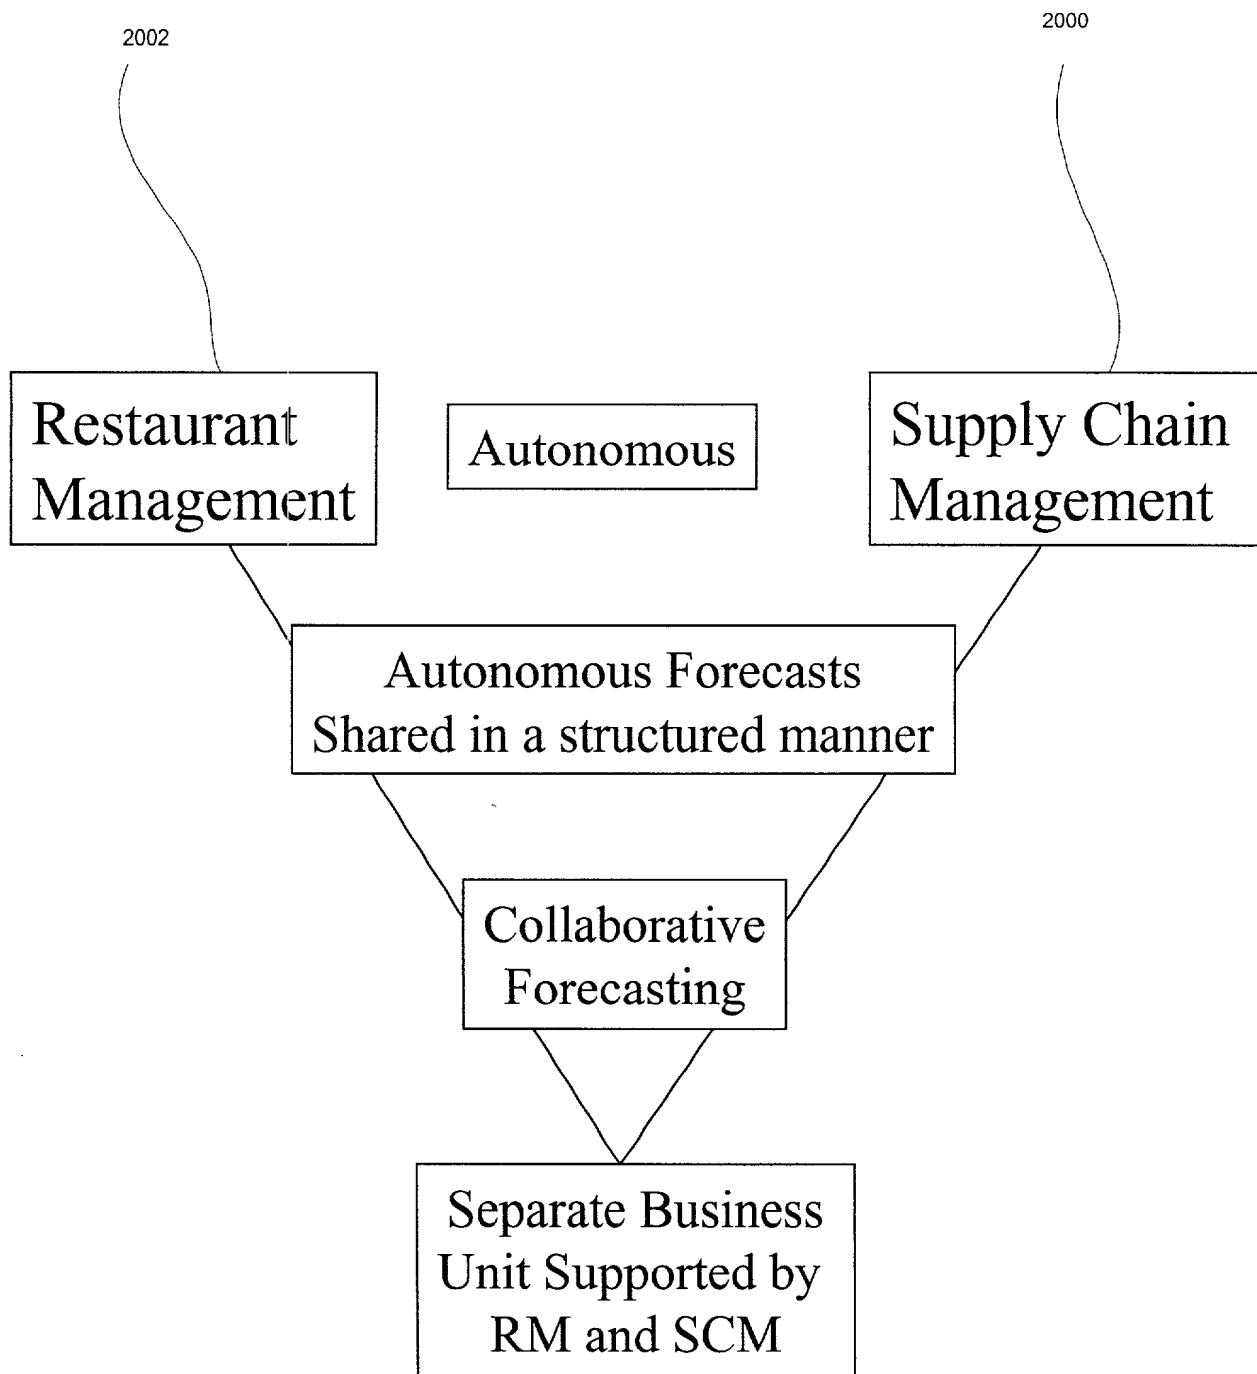 2002
2000
Restaurant
Management
Autonomous
Supply Chain
Management
Autonomous Forecasts
Shared in a structured manner
Collaborative
Forecasting
Separate Business
Unit Supported by
RM and SCM